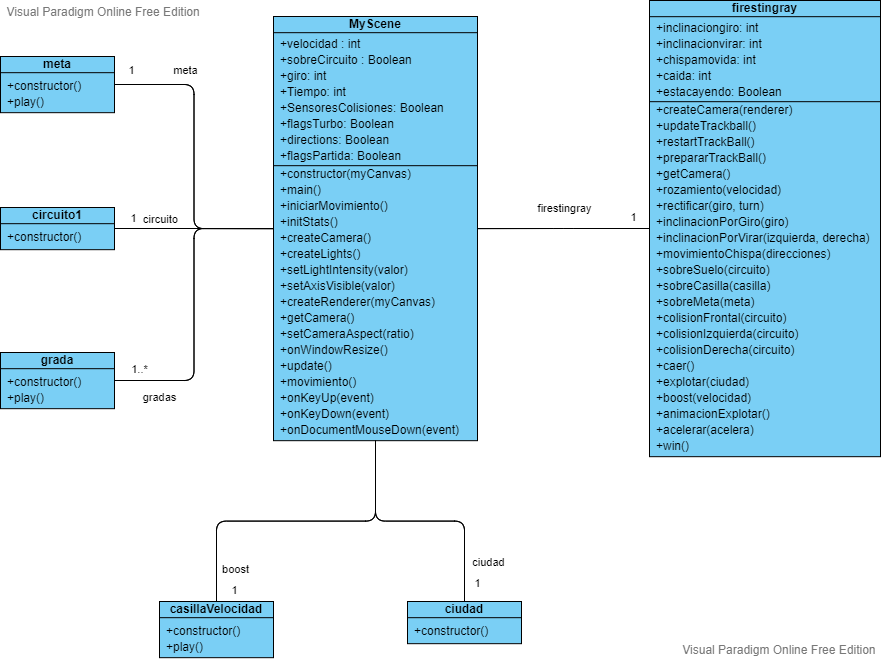 Visual Paradigm Online Free Edition
meta
+constructor()
+play()
1
meta
circuito1
+constructor()
1
circuito
grada
+constructor()
+play()
1..*
gradas
MyScene
+velocidad : int
+sobreCircuito : Boolean
+giro: int
+Tiempo: int
+SensoresColisiones: Boolean
+flagsTurbo: Boolean
+directions: Boolean
+flagsPartida: Boolean
+constructor(myCanvas)
+main()
+iniciarMovimiento()
+initStats()
+createCamera()
+createLights()
+setLightIntensity(valor)
+setAxisVisible(valor)
+createRenderer(myCanvas)
+getCamera()
+setCameraAspect(ratio)
+onWindowResize()
+update()
+movimiento()
+onKeyUp(event)
+onKeyDown(event)
+onDocumentMouseDown(event)
firestingray
1
firestingray
+inclinaciongiro: int
+inclinacionvirar: int
+chispamovida: int
+caida: int
+estacayendo: Boolean
+createCamera(renderer)
+updateTrackball()
+restartTrackBall()
+prepararTrackBall()
+getCamera()
+rozamiento(velocidad)
+rectificar(giro, turn)
+inclinacionPorGiro(giro)
+inclinacionPorVirar(izquierda, derecha)
+movimientoChispa(direcciones)
+sobreSuelo(circuito)
+sobreCasilla(casilla)
+sobreMeta(meta)
+colisionFrontal(circuito)
+colisionIzquierda(circuito)
+colisionDerecha(circuito)
+caer()
+explotar(ciudad)
+boost(velocidad)
+animacionExplotar()
+acelerar(acelera)
+win()
boost
1
casillaVelocidad
+constructor()
+play()
ciudad
1
ciudad
+constructor()
Visual Paradigm Online Free Edition